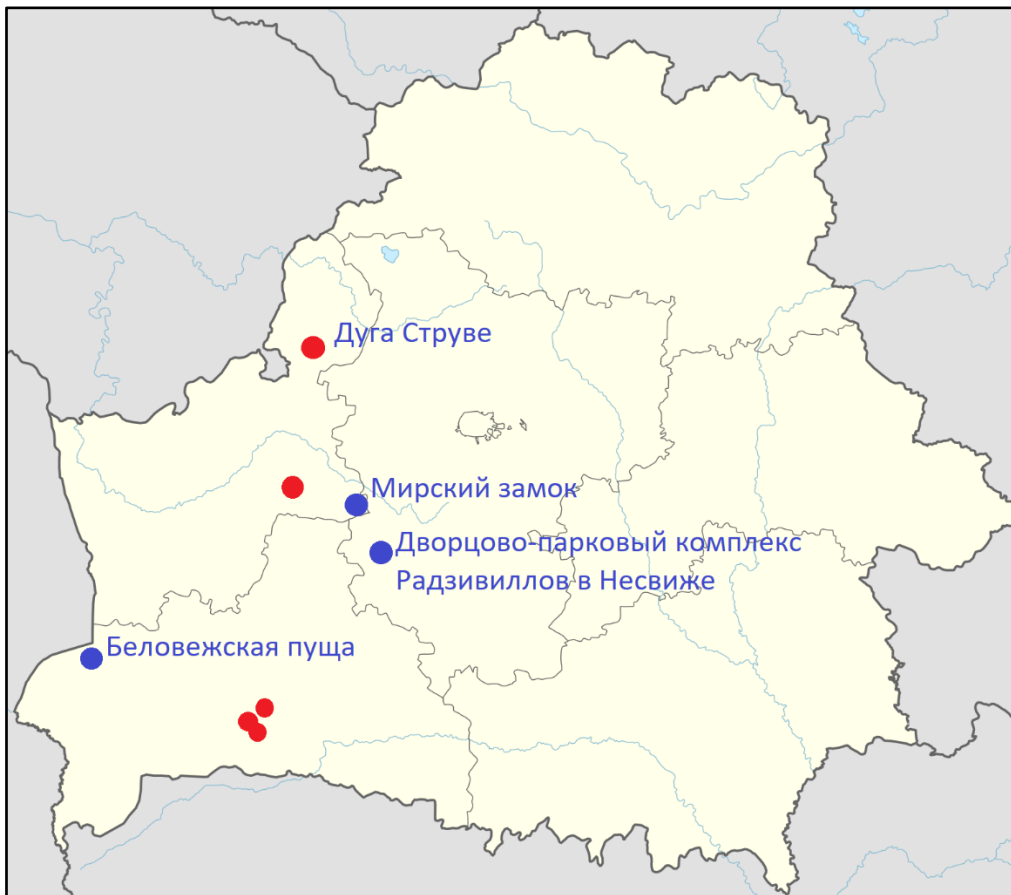 Дуга Струве
Мирский замок
Дворцово-парковый комплекс
Радзивиллов в Несвиже
Беловежская пуща